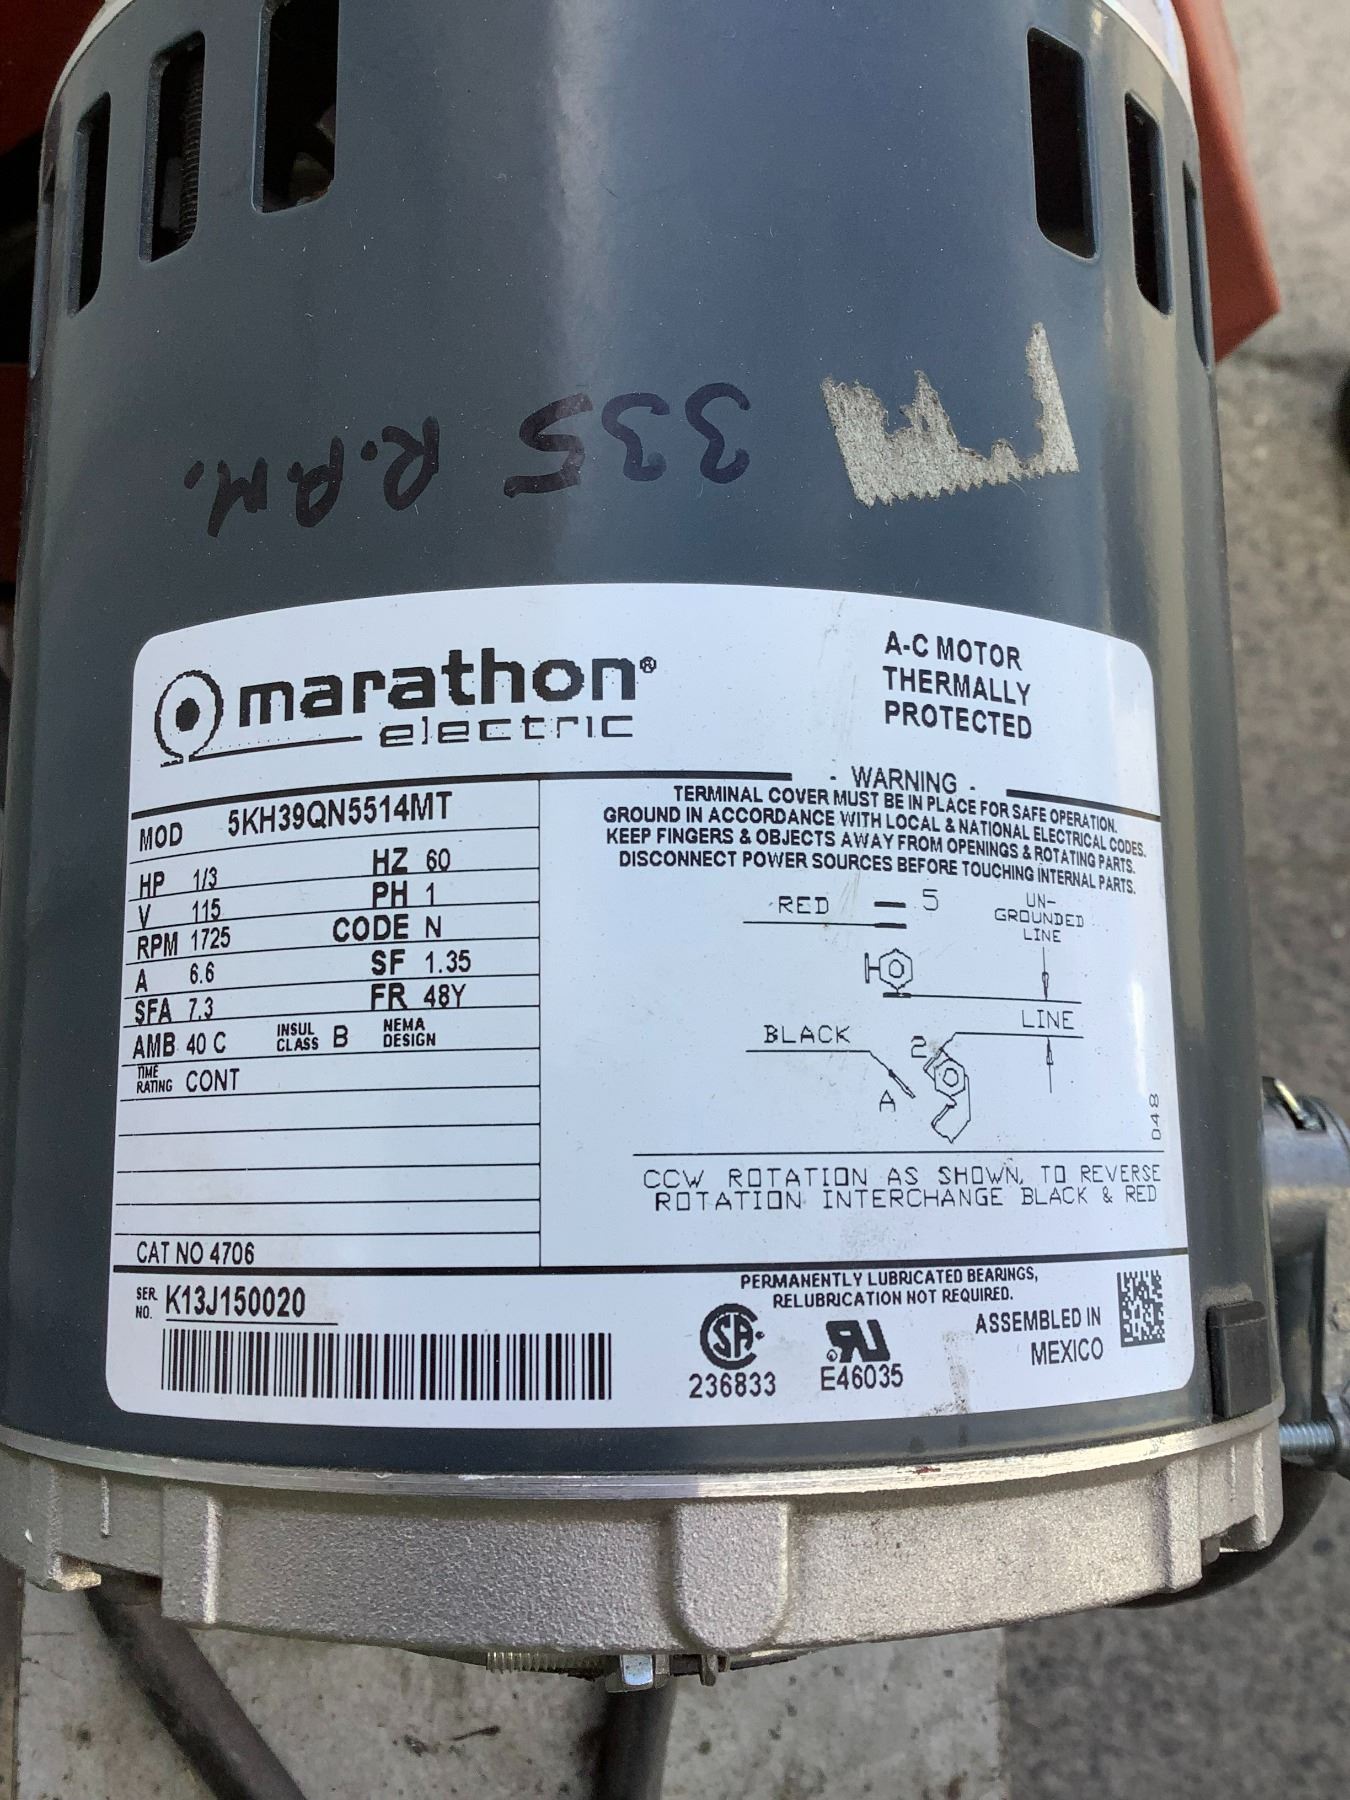 335 R.P.M.
marathon®
electric
A-C MOTOR
THERMALLY
PROTECTED
MOD 5KH39QN5514MT
HP 1/3 HZ 60
V 115 PH 1
RPM 1725 CODE N
A 6.6 SF 1.35
SFA 7.3 FR 48Y
AMB 40 C INSUL CLASS B NEMA DESIGN
TIME RATING CONT
CAT NO 4706
- WARNING -
TERMINAL COVER MUST BE IN PLACE FOR SAFE OPERATION.
GROUND IN ACCORDANCE WITH LOCAL & NATIONAL ELECTRICAL CODES.
KEEP FINGERS & OBJECTS AWAY FROM OPENINGS & ROTATING PARTS.
DISCONNECT POWER SOURCES BEFORE TOUCHING INTERNAL PARTS.
RED 5
UN-
GROUNDED
LINE
LINE
BLACK 2
A
048
CCW ROTATION AS SHOWN, TO REVERSE
ROTATION INTERCHANGE BLACK & RED
SER. NO. K13J150020
PERMANENTLY LUBRICATED BEARINGS,
RELUBRICATION NOT REQUIRED.
SA
236833
RU
E46035
ASSEMBLED IN
MEXICO